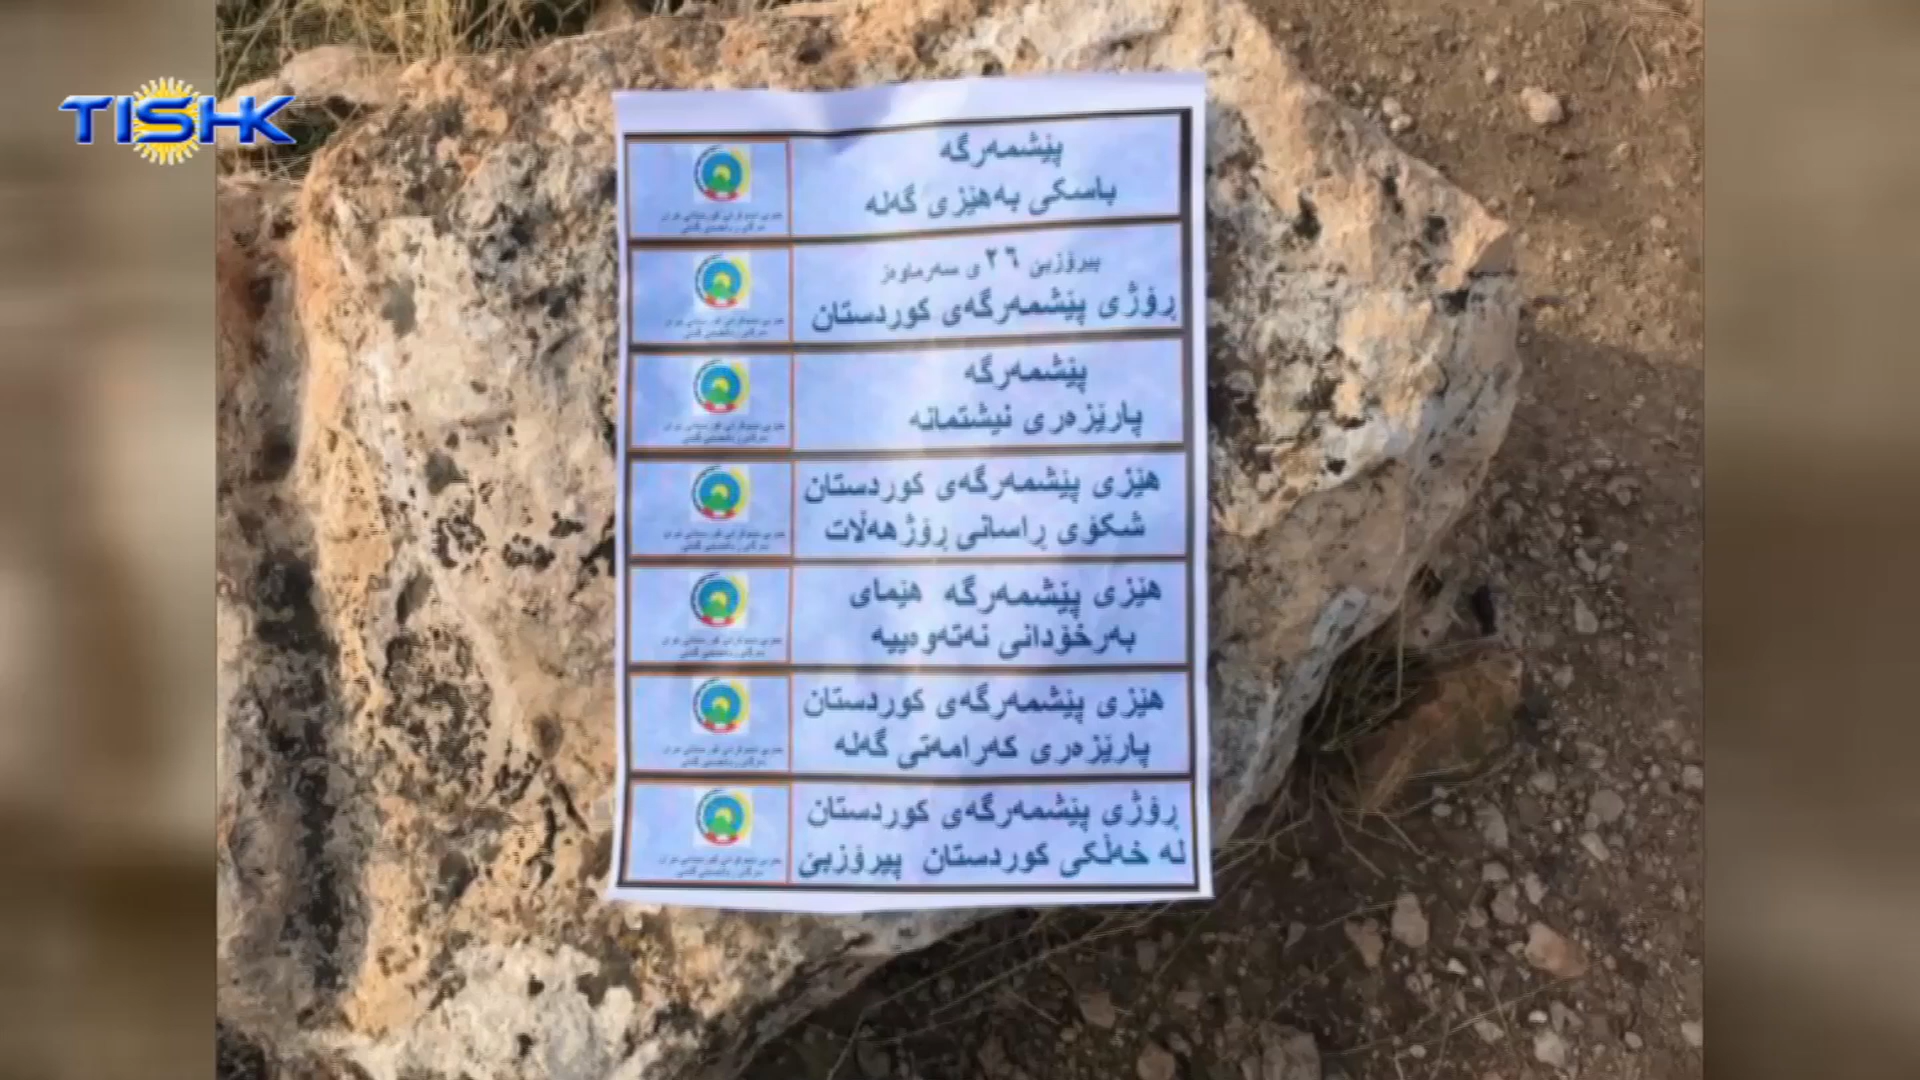 TISHK
پێشمەرگە
باسکی بەهێزی گەلە
پیرۆزبێ ٢٦ ی سەرماوەز
ڕۆژی پێشمەرگەی کوردستان
پێشمەرگە
پارێزەری نیشتمانە
هێزی پێشمەرگەی کوردستان
شکۆی ڕاسانی ڕۆژهەڵات
هێزی پێشمەرگە هێمای
بەرخۆدانی نەتەوەییە
هێزی پێشمەرگەی کوردستان
پارێزەری کەرامەتی گەلە
ڕۆژی پێشمەرگەی کوردستان
لە خەڵکی کوردستان پیرۆزبێ